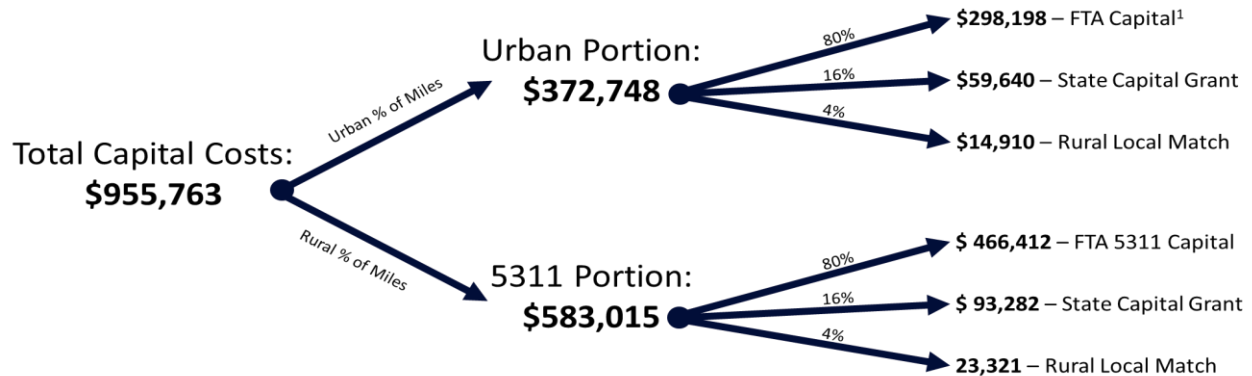 Total Capital Costs:
$955,763
Urban % of Miles
Rural % of Miles
Urban Portion:
$372,748
80%
16%
4%
$298,198 – FTA Capital¹
$59,640 – State Capital Grant
$14,910 – Rural Local Match
5311 Portion:
$583,015
80%
16%
4%
$ 466,412 – FTA 5311 Capital
$ 93,282 – State Capital Grant
23,321 – Rural Local Match